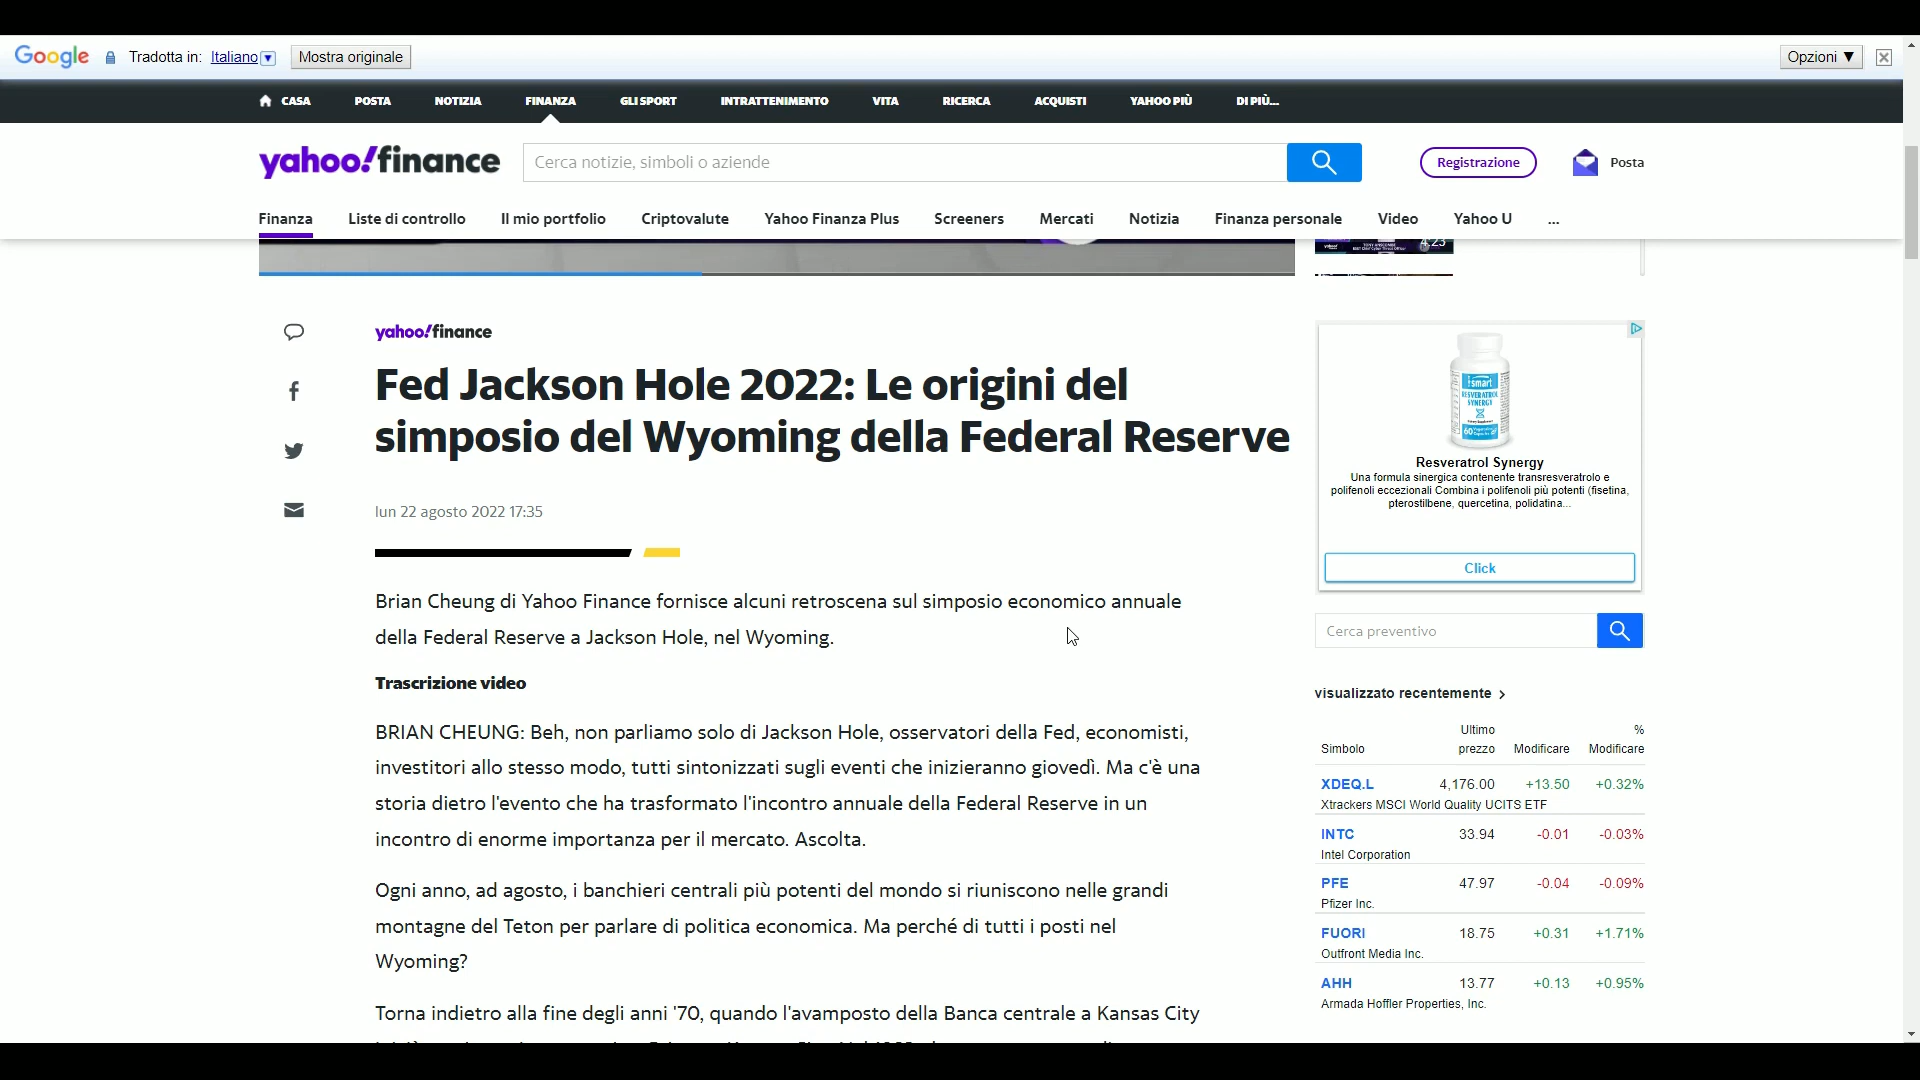 Google Tradotta in: Italiano Mostra originale Opzioni ▼
CASA POSTA NOTIZIA FINANZA GLI SPORT INTRATTENIMENTO VITA RICERCA ACQUISTI YAHOO PIÙ DI PIÙ...
yahoo!finance Cerca notizie, simboli o aziende Registrazione Posta
Finanza Liste di controllo Il mio portfolio Criptovalute Yahoo Finanza Plus Screeners Mercati Notizia Finanza personale Video Yahoo U ...
4:23
yahoo!finance
Fed Jackson Hole 2022: Le origini del
simposio del Wyoming della Federal Reserve
lun 22 agosto 2022 17:35
Brian Cheung di Yahoo Finance fornisce alcuni retroscena sul simposio economico annuale
della Federal Reserve a Jackson Hole, nel Wyoming.
Trascrizione video
BRIAN CHEUNG: Beh, non parliamo solo di Jackson Hole, osservatori della Fed, economisti,
investitori allo stesso modo, tutti sintonizzati sugli eventi che inizieranno giovedì. Ma c'è una
storia dietro l'evento che ha trasformato l'incontro annuale della Federal Reserve in un
incontro di enorme importanza per il mercato. Ascolta.
Ogni anno, ad agosto, i banchieri centrali più potenti del mondo si riuniscono nelle grandi
montagne del Teton per parlare di politica economica. Ma perché di tutti i posti nel
Wyoming?
Torna indietro alla fine degli anni '70, quando l'avamposto della Banca centrale a Kansas City
smart
RESVERATROL
SYNERGY
60
Resveratrol Synergy
Una formula sinergica contenente transresveratrolo e
polifenoli eccezionali Combina i polifenoli più potenti (fisetina,
pterostilbene, quercetina, polidatina...
Click
Cerca preventivo
visualizzato recentemente
Simbolo Ultimo prezzo Modificare % Modificare
XDEQ.L 4,176.00 +13.50 +0.32%
Xtrackers MSCI World Quality UCITS ETF
INTC 33.94 -0.01 -0.03%
Intel Corporation
PFE 47.97 -0.04 -0.09%
Pfizer Inc.
FUORI 18.75 +0.31 +1.71%
Outfront Media Inc.
AHH 13.77 +0.13 +0.95%
Armada Hoffler Properties, Inc.